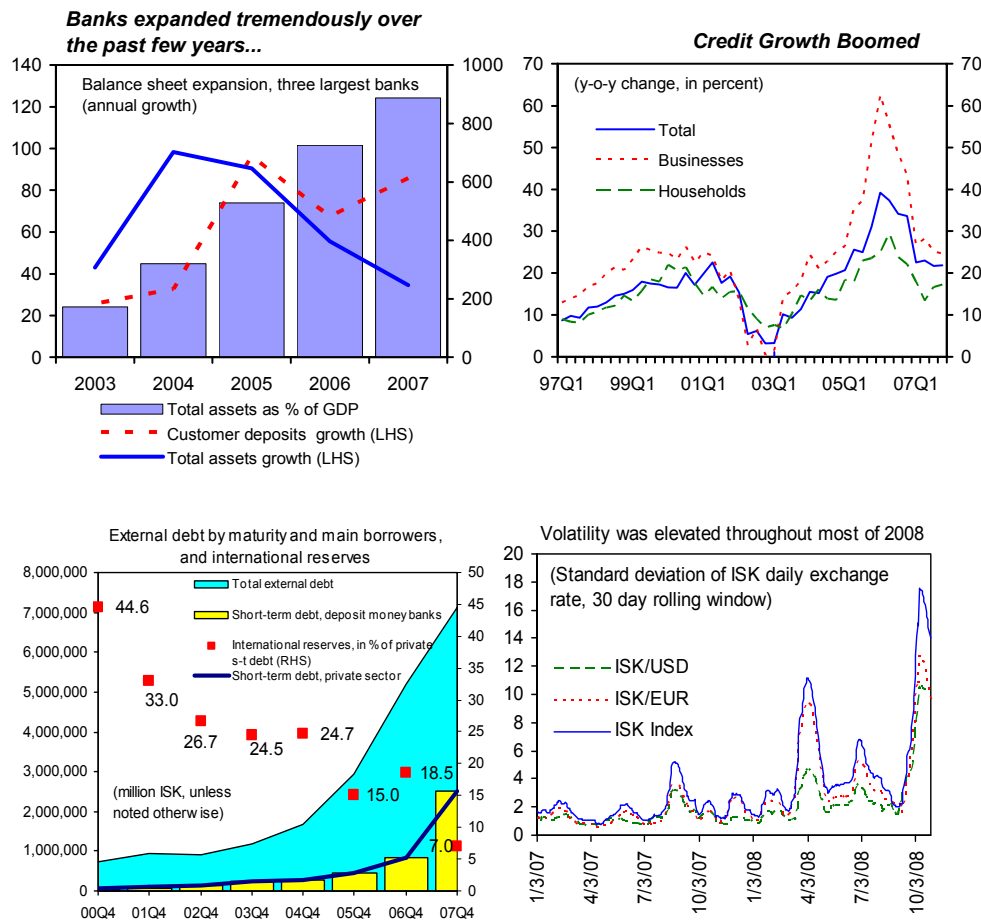 Banks expanded tremendously over
the past few years...
140
120
100
80
60
40
20
0
Balance sheet expansion, three largest banks
(annual growth)
1000
800
600
400
200
0
2003 2004 2005 2006 2007
Total assets as % of GDP
Customer deposits growth (LHS)
Total assets growth (LHS)
Credit Growth Boomed
70
60
50
40
30
20
10
0
(y-o-y change, in percent)
Total
Businesses
Households
70
60
50
40
30
20
10
0
97Q1 99Q1 01Q1 03Q1 05Q1 07Q1
External debt by maturity and main borrowers,
and international reserves
8,000,000
7,000,000
6,000,000
5,000,000
4,000,000
3,000,000
2,000,000
1,000,000
0
Total external debt
Short-term debt, deposit money banks
International reserves, in % of private
s-t debt (RHS)
Short-term debt, private sector
44.6
33.0
26.7
24.5
24.7
15.0
18.5
7.0
(million ISK, unless
noted otherwise)
50
45
40
35
30
25
20
15
10
5
0
00Q4 01Q4 02Q4 03Q4 04Q4 05Q4 06Q4 07Q4
Volatility was elevated throughout most of 2008
20
18
16
14
12
10
8
6
4
2
0
(Standard deviation of ISK daily exchange
rate, 30 day rolling window)
ISK/USD
ISK/EUR
ISK Index
1/3/07
4/3/07
7/3/07
10/3/07
1/3/08
4/3/08
7/3/08
10/3/08